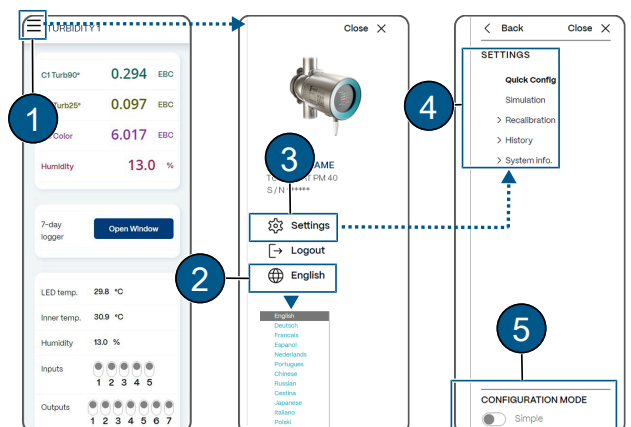 TURBIDITY 1
C1 Turb90° 0.294 EBC
Turb25° 0.097 EBC
Color 6.017 EBC
Humidity 13.0 %
7-day
logger
Open Window
LED temp. 29.8 °C
Inner temp. 30.9 °C
Humidity 13.0 %
Inputs
1 2 3 4 5
Outputs
1 2 3 4 5 6 7
1
Close X
3
AME
PM 40
S/N *****
Settings
Logout
2
English
English
Deutsch
Francais
Espanol
Nederlands
Portugues
Chinese
Russian
Cestina
Japanese
Italiano
Polski
< Back Close X
4
SETTINGS
Quick Config
Simulation
> Recalibration
> History
> System info.
5
CONFIGURATION MODE
Simple